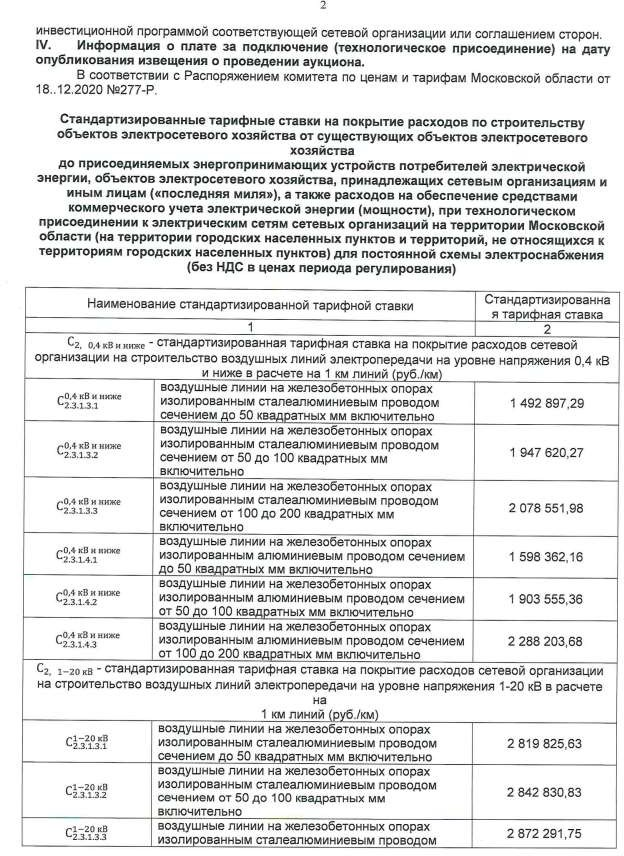 2
инвестиционной программой соответствующей сетевой организации или соглашением сторон.
IV. Информация о плате за подключение (технологическое присоединение) на дату
опубликования извещения о проведении аукциона.
В соответствии с Распоряжением комитета по ценам и тарифам Московской области от
18..12.2020 №277-Р.
Стандартизированные тарифные ставки на покрытие расходов по строительству
объектов электросетевого хозяйства от существующих объектов электросетевого
хозяйства
до присоединяемых энергопринимающих устройств потребителей электрической
энергии, объектов электросетевого хозяйства, принадлежащих сетевым организациям и
иным лицам («последняя миля»), а также расходов на обеспечение средствами
коммерческого учета электрической энергии (мощности), при технологическом
присоединении к электрическим сетям сетевых организаций на территории Московской
области (на территории городских населенных пунктов и территорий, не относящихся к
территориям городских населенных пунктов) для постоянной схемы электроснабжения
(без НДС в ценах периода регулирования)
Наименование стандартизированной тарифной ставки
Стандартизированна
я тарифная ставка
1
2
С2, 0,4 кВ и ниже - стандартизированная тарифная ставка на покрытие расходов сетевой
организации на строительство воздушных линий электропередачи на уровне напряжения 0,4 кВ
и ниже в расчете на 1 км линий (руб./км)
С 0,4 кВ и ниже 2.3.1.3.1
воздушные линии на железобетонных опорах
изолированным сталеалюминиевым проводом
сечением до 50 квадратных мм включительно
1 492 897,29
С 0,4 кВ и ниже 2.3.1.3.2
воздушные линии на железобетонных опорах
изолированным сталеалюминиевым проводом
сечением от 50 до 100 квадратных мм
включительно
1 947 620,27
С 0,4 кВ и ниже 2.3.1.3.3
воздушные линии на железобетонных опорах
изолированным сталеалюминиевым проводом
сечением от 100 до 200 квадратных мм
включительно
2 078 551,98
С 0,4 кВ и ниже 2.3.1.4.1
воздушные линии на железобетонных опорах
изолированным алюминиевым проводом сечением
до 50 квадратных мм включительно
1 598 362,16
С 0,4 кВ и ниже 2.3.1.4.2
воздушные линии на железобетонных опорах
изолированным алюминиевым проводом сечением
от 50 до 100 квадратных мм включительно
1 903 555,36
С 0,4 кВ и ниже 2.3.1.4.3
воздушные линии на железобетонных опорах
изолированным алюминиевым проводом сечением
от 100 до 200 квадратных мм включительно
2 288 203,68
С2, 1−20 кВ - стандартизированная тарифная ставка на покрытие расходов сетевой организации
на строительство воздушных линий электропередачи на уровне напряжения 1-20 кВ в расчете
на
1 км линий (руб./км)
С 1−20 кВ 2.3.1.3.1
воздушные линии на железобетонных опорах
изолированным сталеалюминиевым проводом
сечением до 50 квадратных мм включительно
2 819 825,63
С 1−20 кВ 2.3.1.3.2
воздушные линии на железобетонных опорах
изолированным сталеалюминиевым проводом
сечением от 50 до 100 квадратных мм
включительно
2 842 830,83
С 1−20 кВ 2.3.1.3.3
воздушные линии на железобетонных опорах
изолированным сталеалюминиевым проводом
2 872 291,75